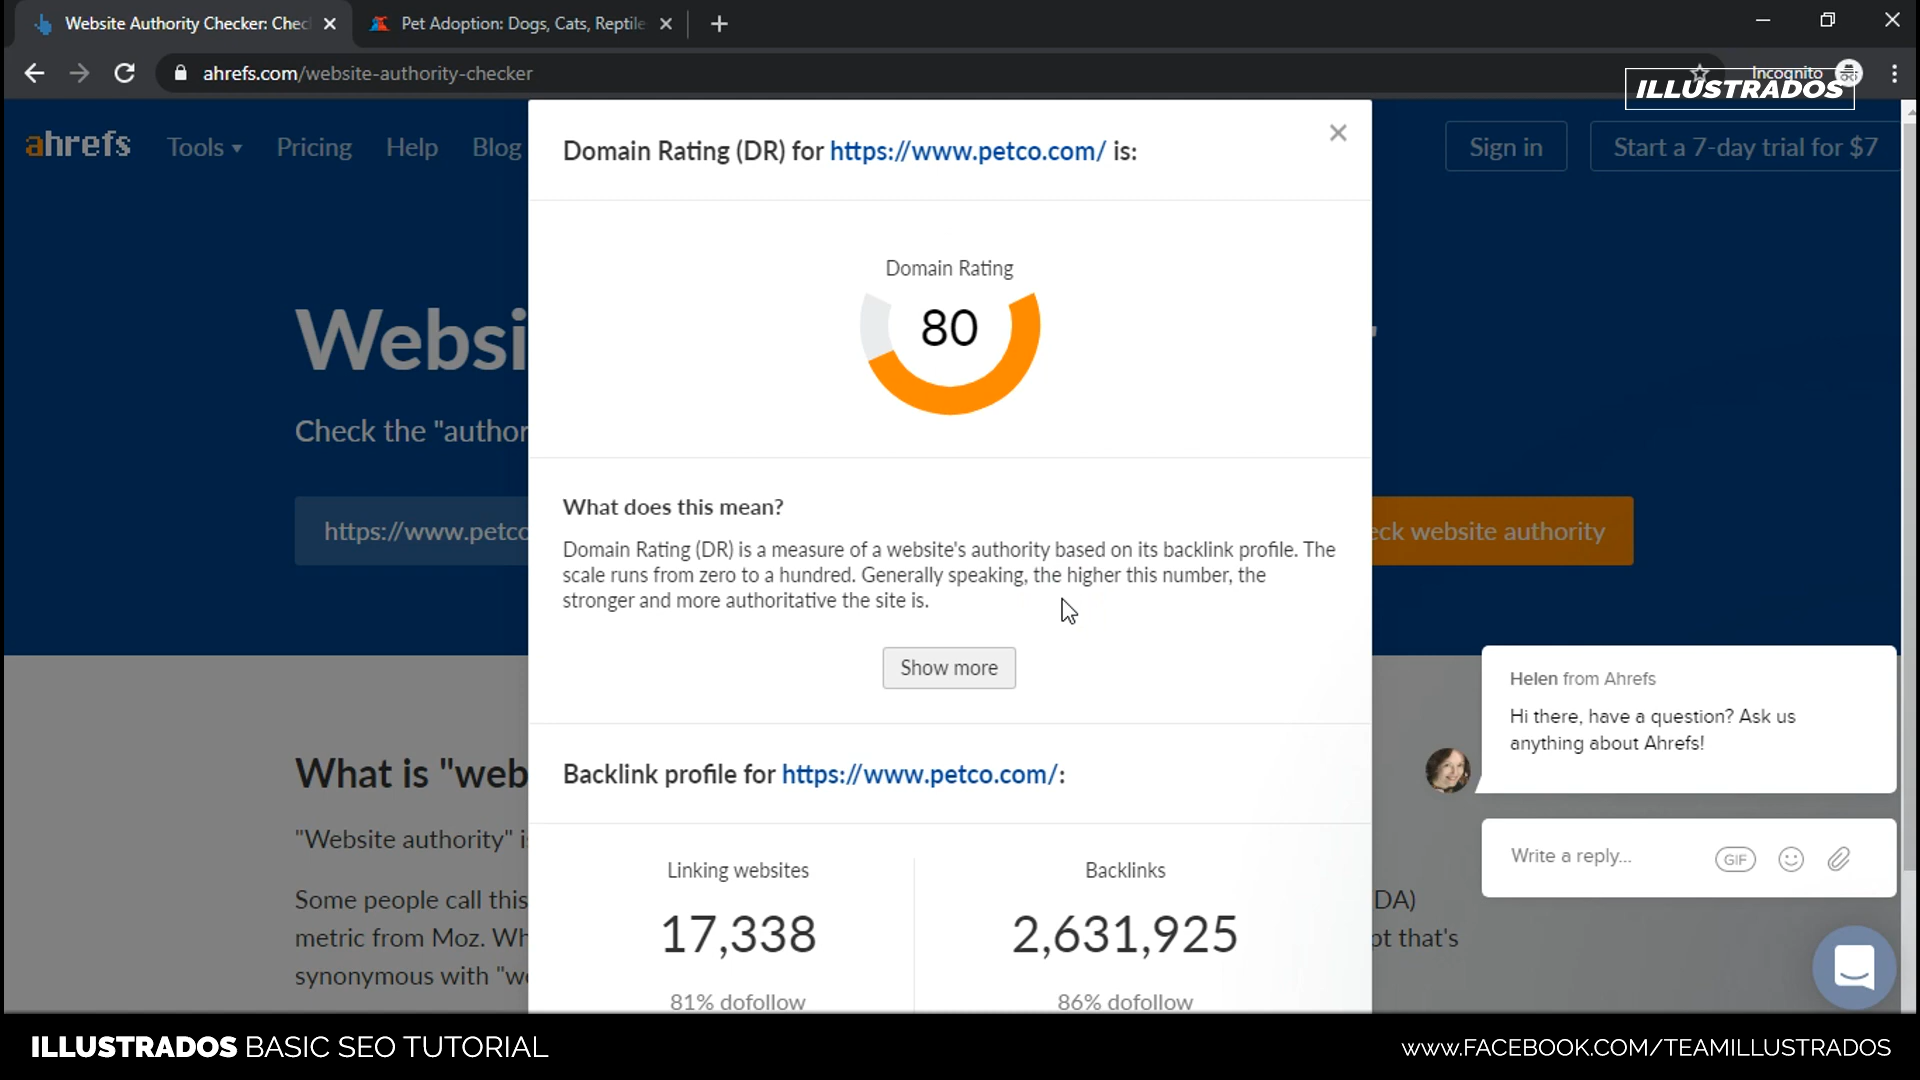 Website Authority Checker: Chec
Pet Adoption: Dogs, Cats, Reptile
ahrefs.com/website-authority-checker
Incognito
ILLUSTRADOS
ahrefs
Tools
Pricing
Help
Blog
Sign in
Start a 7-day trial for $7
Domain Rating (DR) for https://www.petco.com/ is:
Domain Rating
80
Websi
Check the "author
https://www.petco
eck website authority
What does this mean?
Domain Rating (DR) is a measure of a website's authority based on its backlink profile. The
scale runs from zero to a hundred. Generally speaking, the higher this number, the
stronger and more authoritative the site is.
Show more
Backlink profile for https://www.petco.com/:
Linking websites
17,338
81% dofollow
Backlinks
2,631,925
86% dofollow
What is "web
"Website authority" i
Some people call this
DA)
metric from Moz. Wh
pt that's
synonymous with "we
Helen from Ahrefs
Hi there, have a question? Ask us
anything about Ahrefs!
Write a reply...
GIF
ILLUSTRADOS BASIC SEO TUTORIAL
WWW.FACEBOOK.COM/TEAMILLUSTRADOS